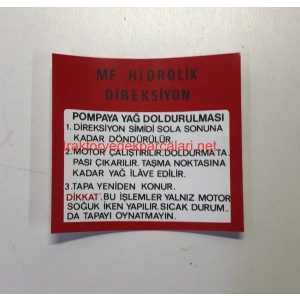 MF HİDROLİK
DİREKSİYON
POMPAYA YAĞ DOLDURULMASI
1. DİREKSİYON SİMİDİ SOLA SONUNA
KADAR DÖNDÜRÜLÜR
traktoryedekparcalari.net
2. MOTOR ÇALIŞTIRILIR, DOLDURMA TA.
PASI ÇIKARILIR. TAŞMA NOKTASINA
KADAR YAĞ İLÂVE EDİLİR.
3. TAPA YENİDEN KONUR.
DİKKAT. BU İŞLEMLER YALNIZ MOTOR
SOĞUK İKEN YAPILIR. SICAK DURUM_
DA TAPAYI OYNATMAYIN.